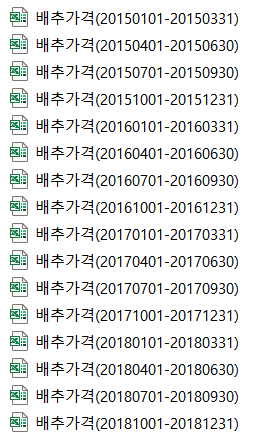 배추가격(20150101-20150331)
배추가격(20150401-20150630)
배추가격(20150701-20150930)
배추가격(20151001-20151231)
배추가격(20160101-20160331)
배추가격(20160401-20160630)
배추가격(20160701-20160930)
배추가격(20161001-20161231)
배추가격(20170101-20170331)
배추가격(20170401-20170630)
배추가격(20170701-20170930)
배추가격(20171001-20171231)
배추가격(20180101-20180331)
배추가격(20180401-20180630)
배추가격(20180701-20180930)
배추가격(20181001-20181231)